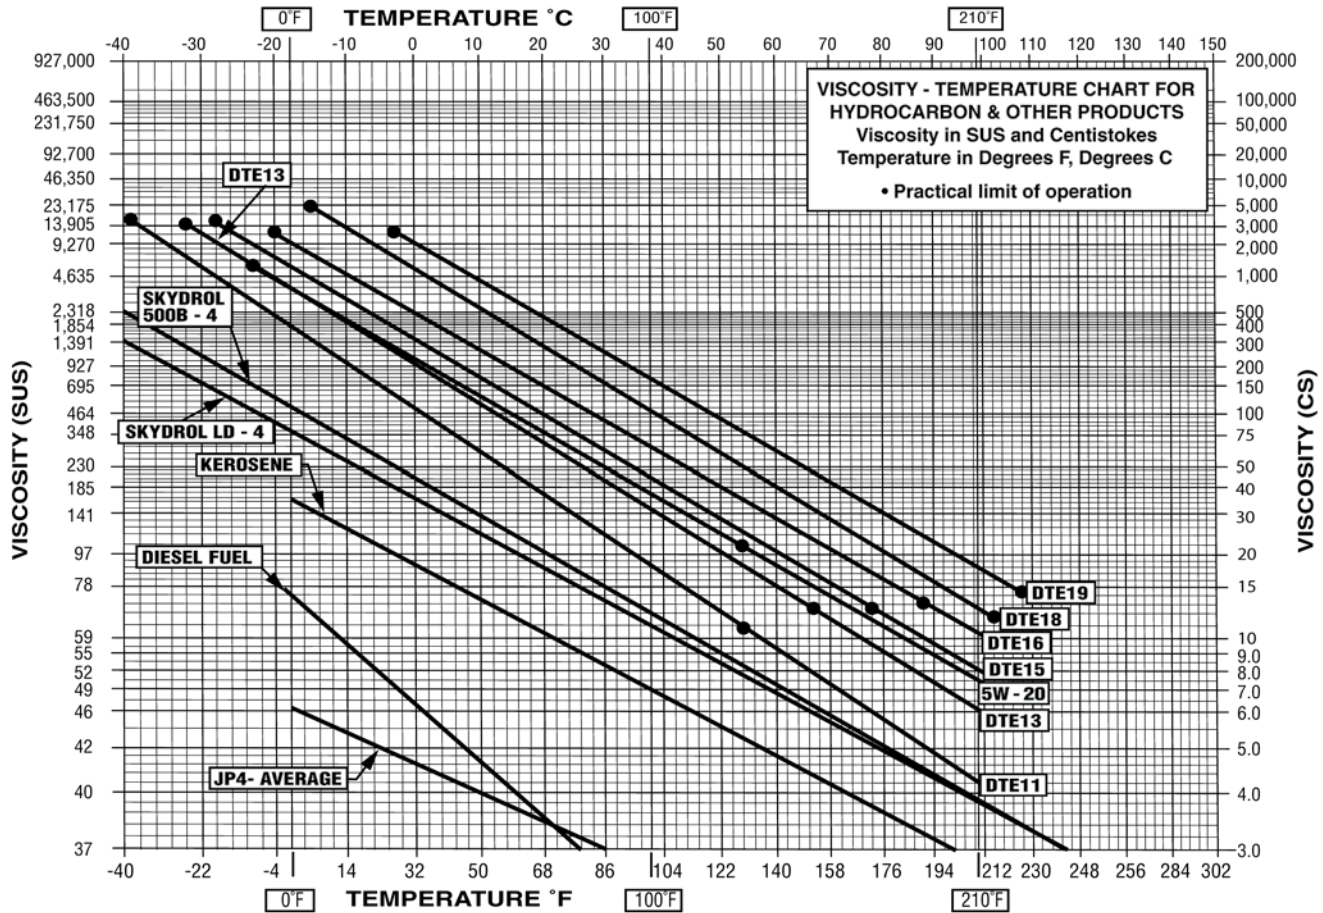 0°F TEMPERATURE °C 100°F 210°F
-40 -30 -20 -10 0 10 20 30 40 50 60 70 80 90 100 110 120 130 140 150
927,000 200,000
463,500 100,000
231,750 50,000
92,700 20,000
46,350 10,000
23,175 5,000
13,905 3,000
9,270 2,000
4,635 1,000
2,318 500
1,854 400
1,391 300
927 200
695 150
464 100
348 75
230 50
185 40
141 30
97 20
78 15
59 10
55 9.0
52 8.0
49 7.0
46 6.0
42 5.0
40 4.0
37 3.0
VISCOSITY (SUS)
VISCOSITY (CS)
VISCOSITY - TEMPERATURE CHART FOR
HYDROCARBON & OTHER PRODUCTS
Viscosity in SUS and Centistokes
Temperature in Degrees F, Degrees C
• Practical limit of operation
DTE13
SKYDROL
500B - 4
SKYDROL LD - 4
KEROSENE
DIESEL FUEL
JP4- AVERAGE
DTE19
DTE18
DTE16
DTE15
5W - 20
DTE13
DTE11
-40 -22 -4 14 32 50 68 86 104 122 140 158 176 194 212 230 248 266 284 302
0°F TEMPERATURE °F 100°F 210°F